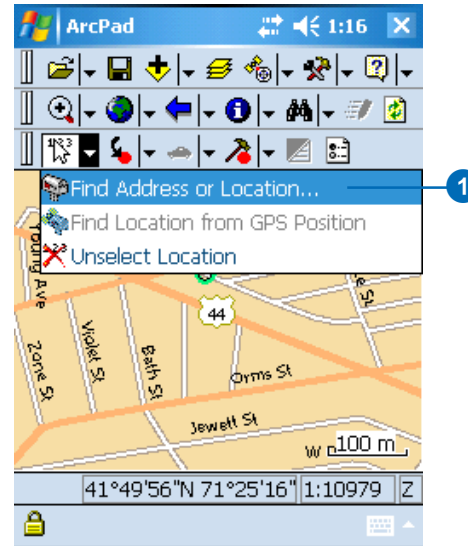 ArcPad 1:16
123
Find Address or Location...
1
Find Location from GPS Position
Unselect Location
Young Ave
44
Violet St
Bath St
Zone St
Orms St
Jewett St
W 100 m
41°49'56"N 71°25'16" 1:10979 Z